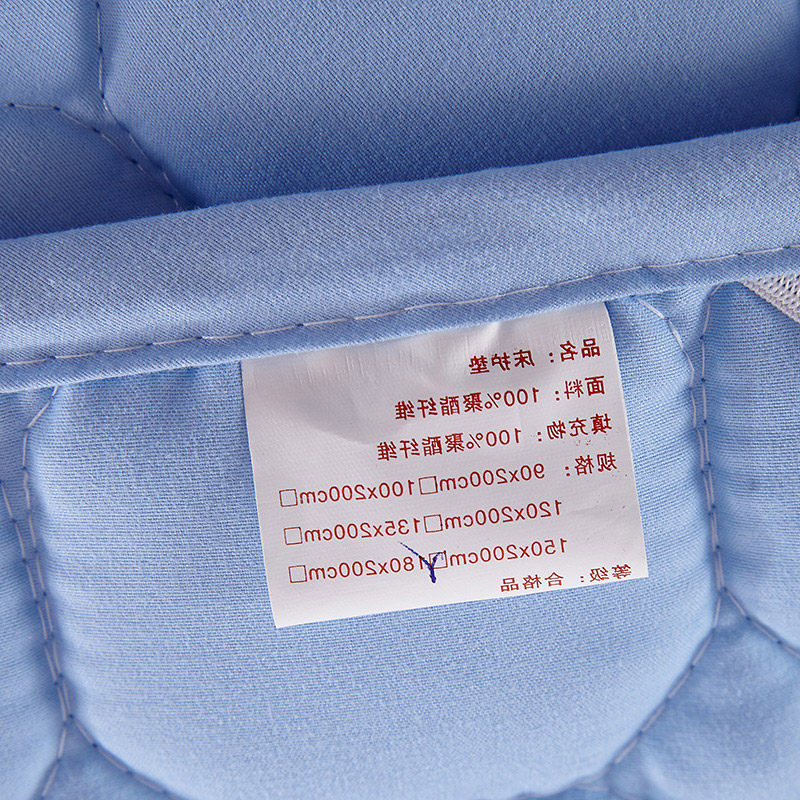 品名：床护垫
面料：100%聚酯纤维
填充物：100%聚酯纤维
规格：90x200cm□100x200cm□
120x200cm□135x200cm□
150x200cm□180x200cm□
等级：合格品